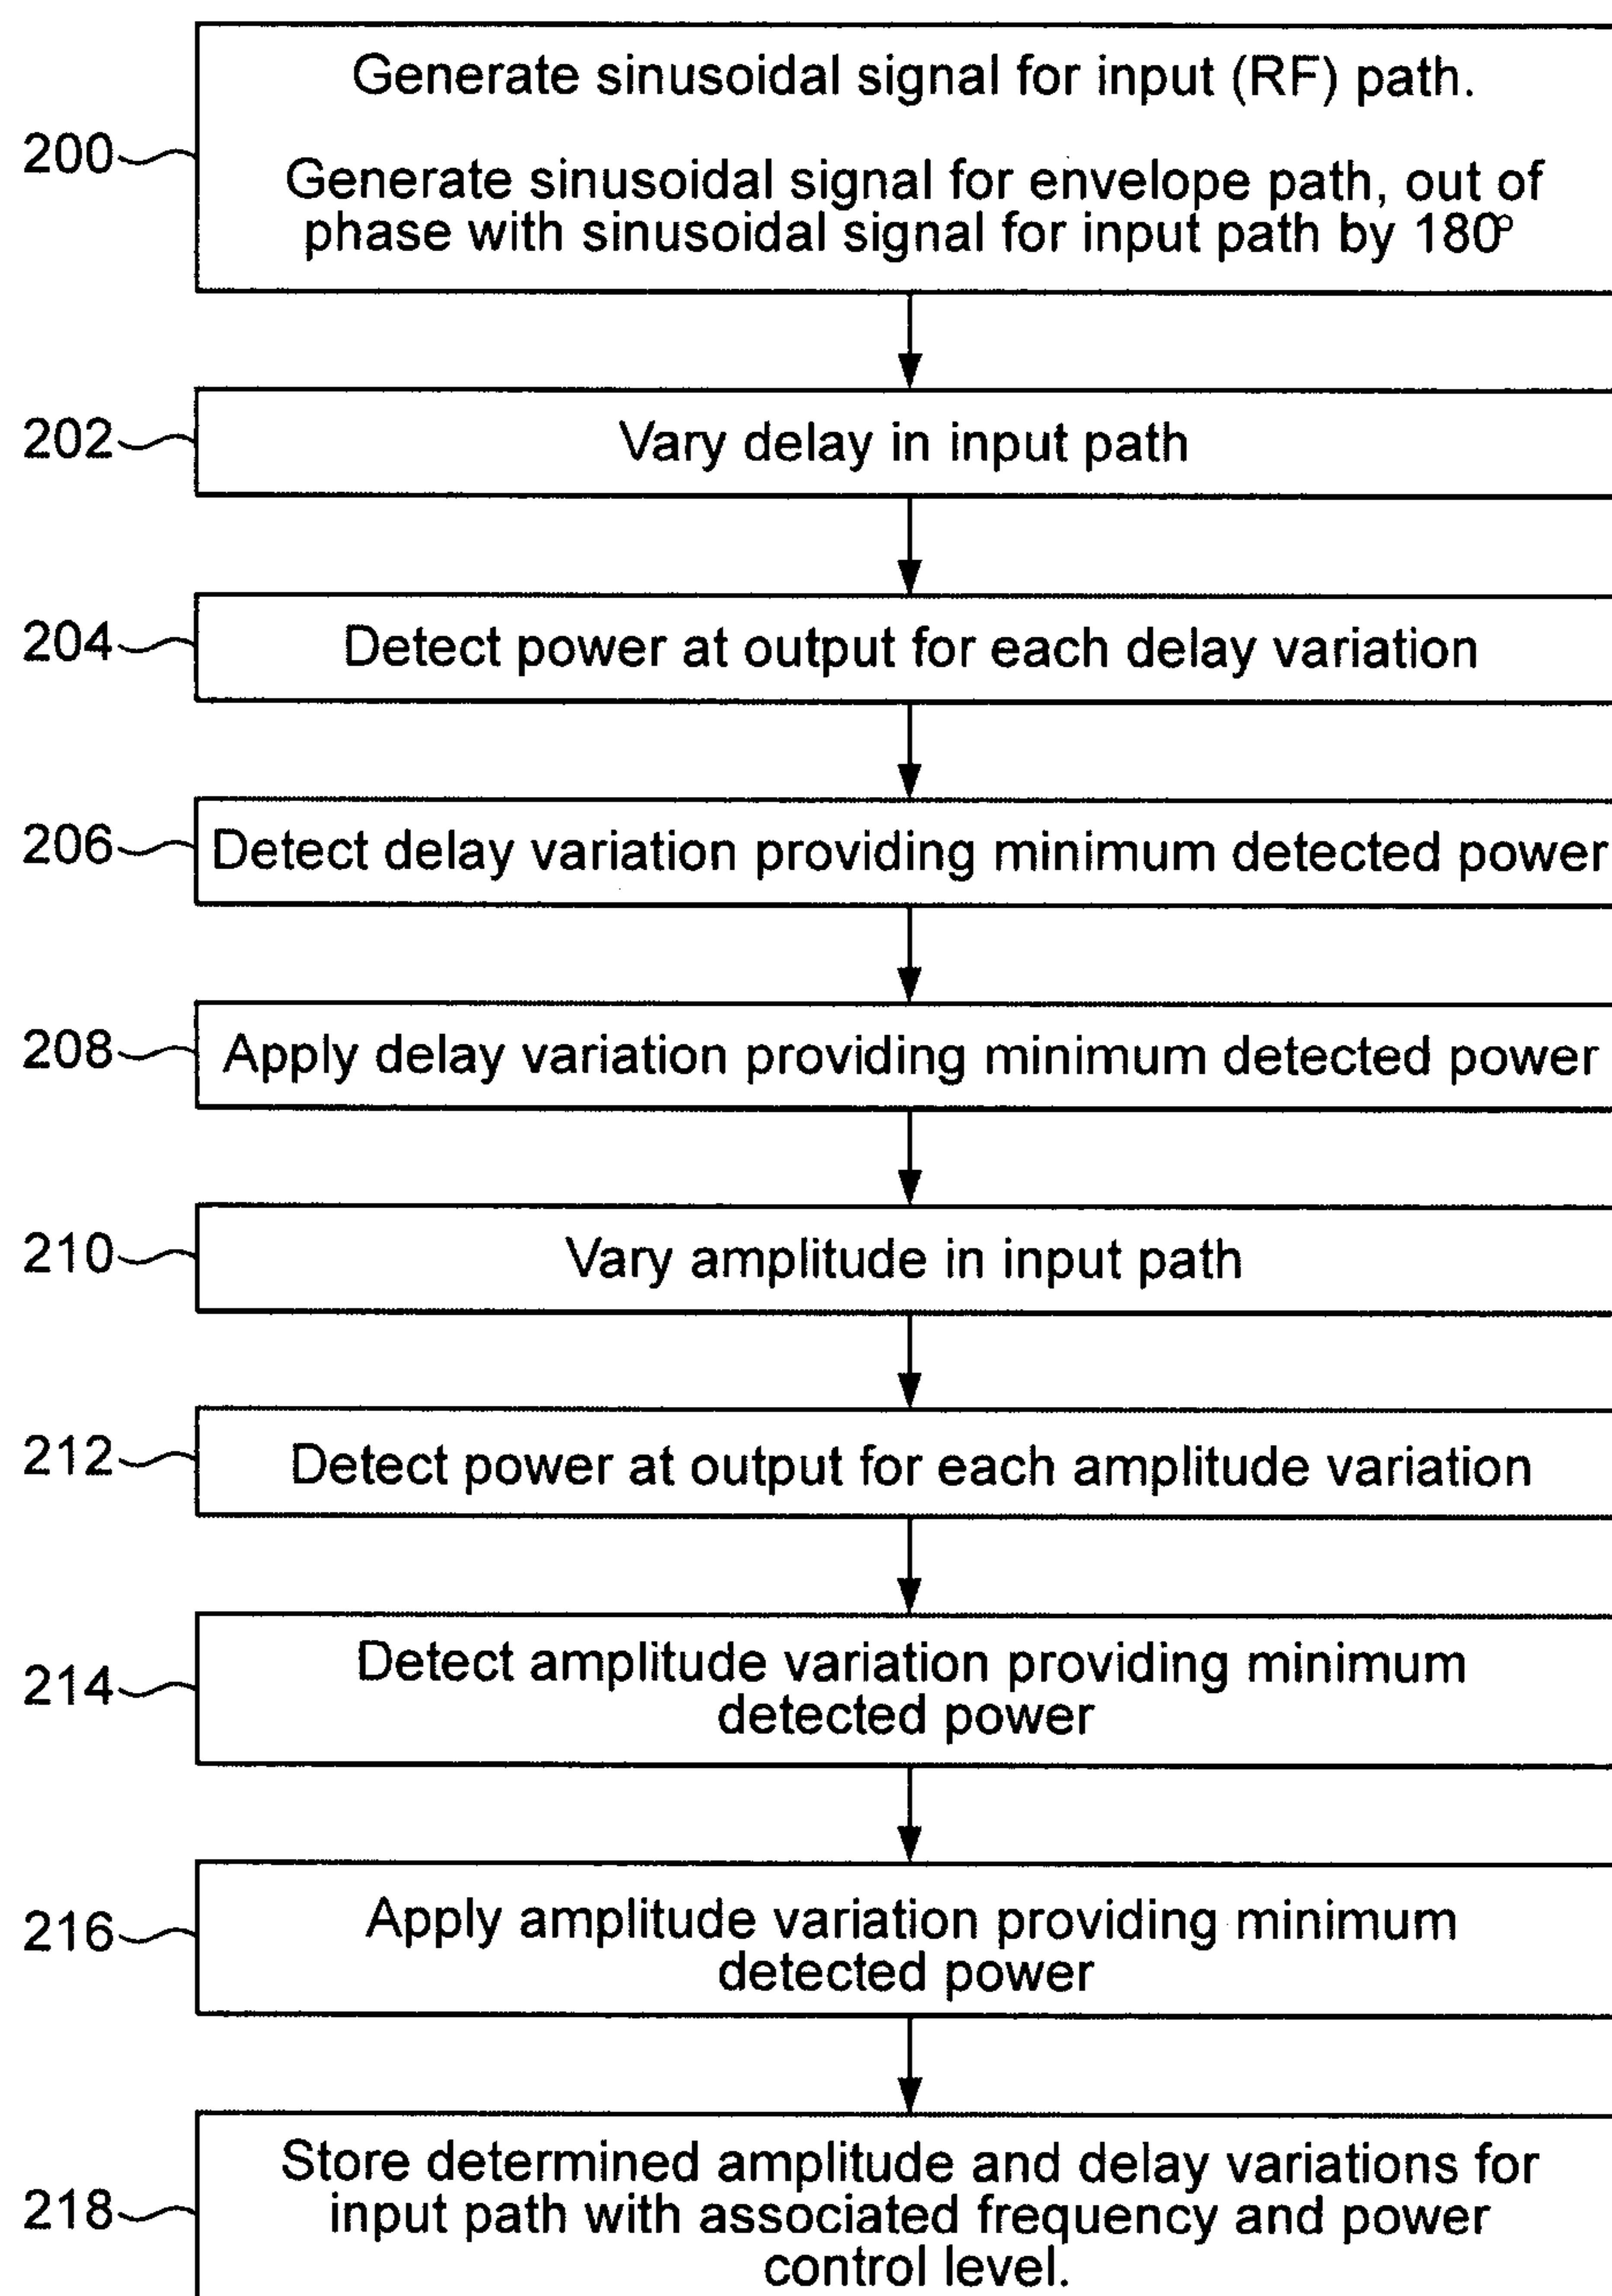 Generate sinusoidal signal for input (RF) path.
200
Generate sinusoidal signal for envelope path, out of
phase with sinusoidal signal for input path by 180°
202
Vary delay in input path
204
Detect power at output for each delay variation
206
Detect delay variation providing minimum detected power
208
Apply delay variation providing minimum detected power
210
Vary amplitude in input path
212
Detect power at output for each amplitude variation
214
Detect amplitude variation providing minimum
detected power
216
Apply amplitude variation providing minimum
detected power
218
Store determined amplitude and delay variations for
input path with associated frequency and power
control level.